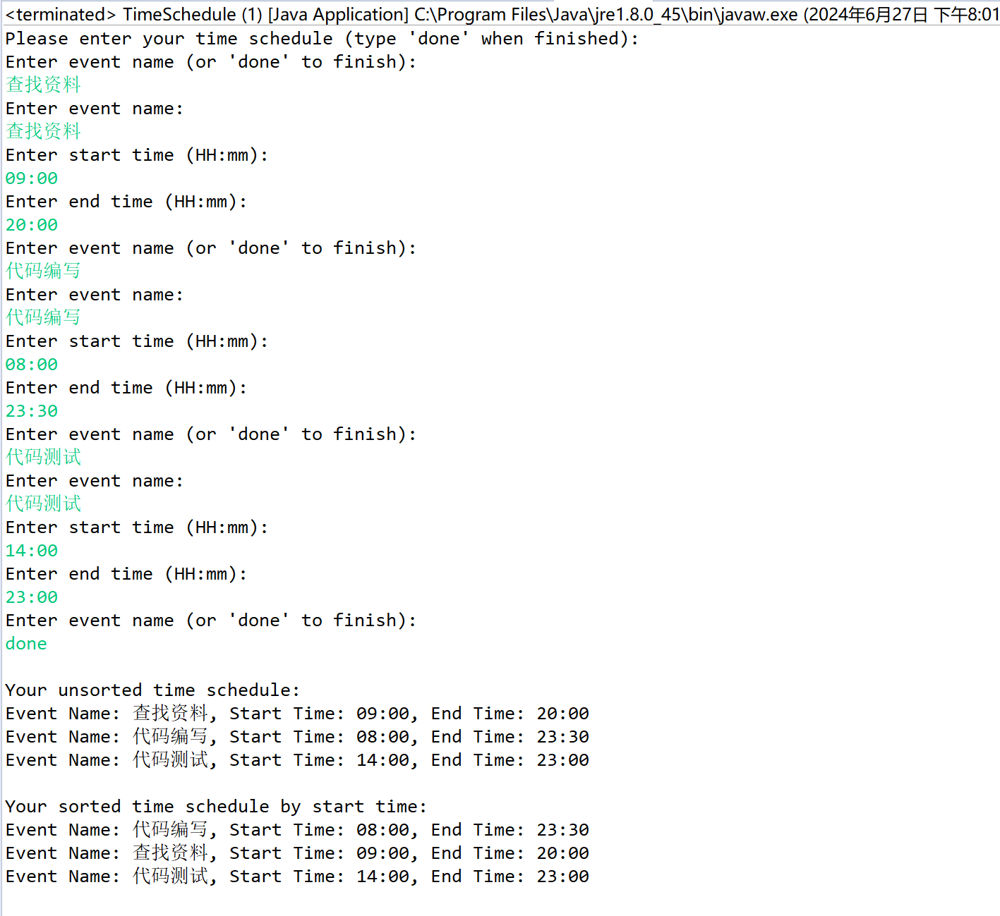 <terminated> TimeSchedule (1) [Java Application] C:\Program Files\Java\jre1.8.0_45\bin\javaw.exe (2024年6月27日 下午8:01
Please enter your time schedule (type 'done' when finished):
Enter event name (or 'done' to finish):
查找资料
Enter event name:
查找资料
Enter start time (HH:mm):
09:00
Enter end time (HH:mm):
20:00
Enter event name (or 'done' to finish):
代码编写
Enter event name:
代码编写
Enter start time (HH:mm):
08:00
Enter end time (HH:mm):
23:30
Enter event name (or 'done' to finish):
代码测试
Enter event name:
代码测试
Enter start time (HH:mm):
14:00
Enter end time (HH:mm):
23:00
Enter event name (or 'done' to finish):
done
Your unsorted time schedule:
Event Name: 查找资料, Start Time: 09:00, End Time: 20:00
Event Name: 代码编写, Start Time: 08:00, End Time: 23:30
Event Name: 代码测试, Start Time: 14:00, End Time: 23:00
Your sorted time schedule by start time:
Event Name: 代码编写, Start Time: 08:00, End Time: 23:30
Event Name: 查找资料, Start Time: 09:00, End Time: 20:00
Event Name: 代码测试, Start Time: 14:00, End Time: 23:00